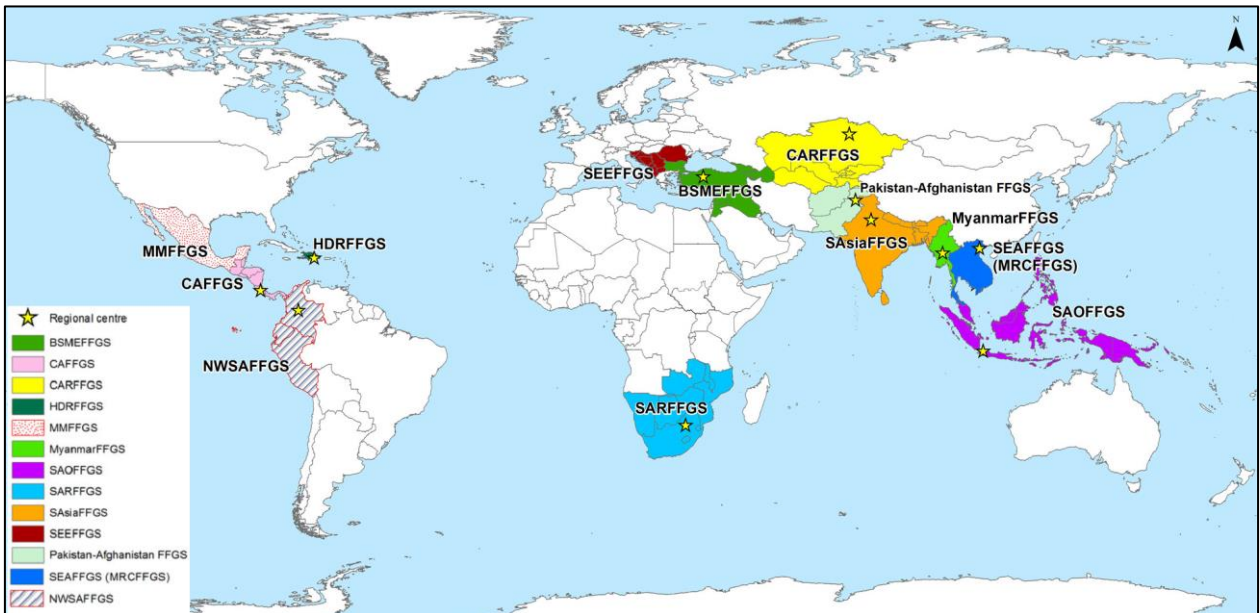 N
CARFFGS
SEEFFGS
BSMEFFGS
Pakistan-Afghanistan FFGS
MyanmarFFGS
SAsiaFFGS
SEAFFGS
(MRCFFGS)
HDRFFGS
MMFFGS
CAFFGS
SAOFFGS
NWSAFFGS
SARFFGS
Regional centre
BSMEFFGS
CAFFGS
CARFFGS
HDRFFGS
MMFFGS
MyanmarFFGS
SAOFFGS
SARFFGS
SAsiaFFGS
SEEFFGS
Pakistan-Afghanistan FFGS
SEAFFGS (MRCFFGS)
NWSAFFGS